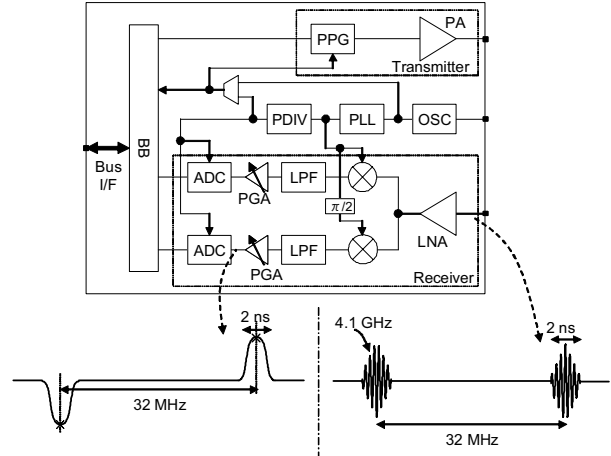 PA
PPG
Transmitter
PDIV
PLL
OSC
BB
Bus
I/F
ADC
PGA
LPF
π/2
LNA
ADC
PGA
LPF
Receiver
2 ns
32 MHz
4.1 GHz
2 ns
32 MHz